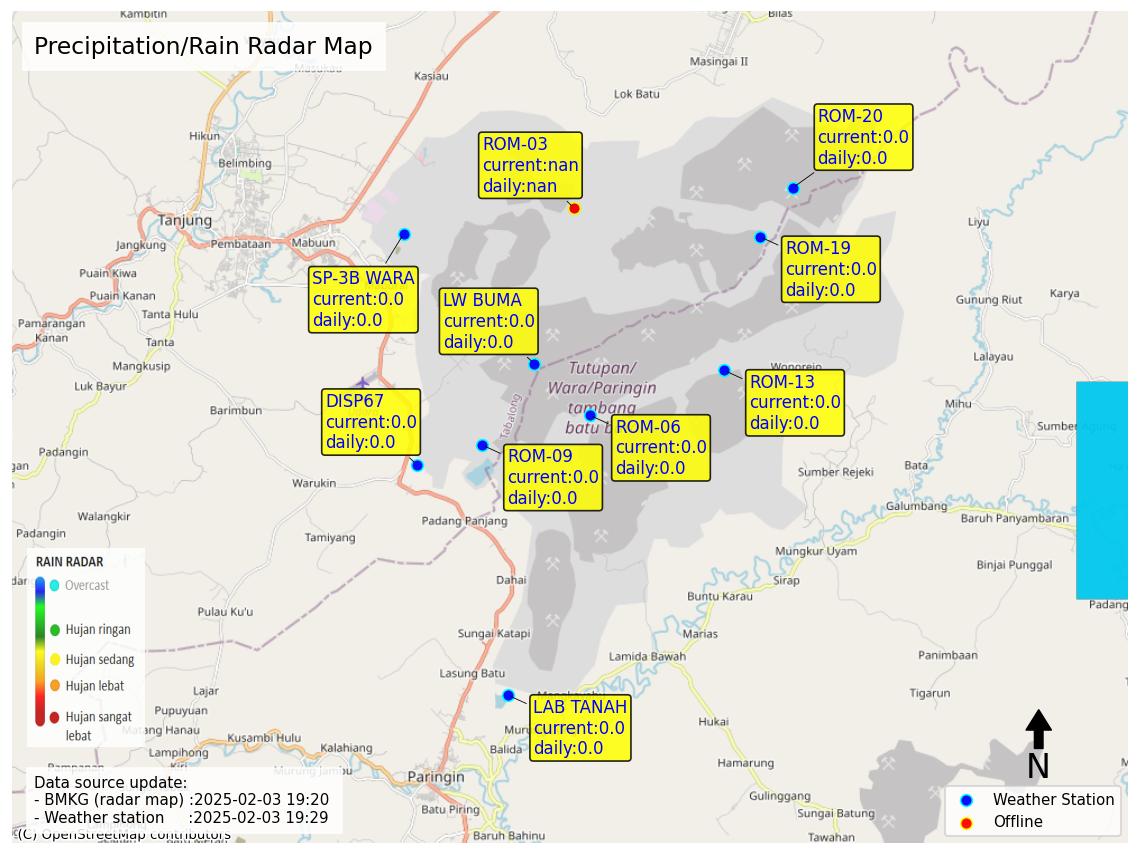 Precipitation/Rain Radar Map
Kambitin
Bilas
Masukau
Kasiau
Masingai II
Lok Batu
Hikun
Belimbing
Tanjung
Jangkung
Pembataan
Mabuun
Puain Kiwa
Puain Kanan
Tanta Hulu
Pamarangan
Kanan
Tanta
Mangkusip
Luk Bayur
Barimbun
Liyu
Gunung Riut
Karya
Lalayau
Mihu
Wonorejo
ROM-20
current:0.0
daily:0.0
ROM-03
current:nan
daily:nan
ROM-19
current:0.0
daily:0.0
SP-3B WARA
current:0.0
daily:0.0
LW BUMA
current:0.0
daily:0.0
Tutupan/
Wara/Paringin
tambang
batu b
Tabalong
ROM-13
current:0.0
daily:0.0
DISP67
current:0.0
daily:0.0
ROM-06
current:0.0
daily:0.0
ROM-09
current:0.0
daily:0.0
Sumber Agung
Bata
Sumber Rejeki
Galumbang
Baruh Panyambaran
Warukin
Walangkir
Padangin
Tamiyang
Padang Panjang
Mungkur Uyam
Binjai Punggal
Sirap
Dahai
Buntu Karau
Padang
Pulau Ku'u
Sungai Katapi
Marias
Lamida Bawah
Panimbaan
Lasung Batu
Tigarun
Lajar
Pupuyuan
Hukai
RAIN RADAR
Overcast
Hujan ringan
Hujan sedang
Hujan lebat
Hujan sangat
lebat
LAB TANAH
current:0.0
daily:0.0
Matang Hanau
Kusambi Hulu
Lampihong
Kalahiang
Balida
Hamarung
Murung Jambu
Paringin
Batu Piring
Gulinggang
Sungai Batung
Baruh Bahinu
Tawahan
N
Data source update:
- BMKG (radar map) :2025-02-03 19:20
- Weather station :2025-02-03 19:29
(C) OpenStreetMap contributors
Weather Station
Offline